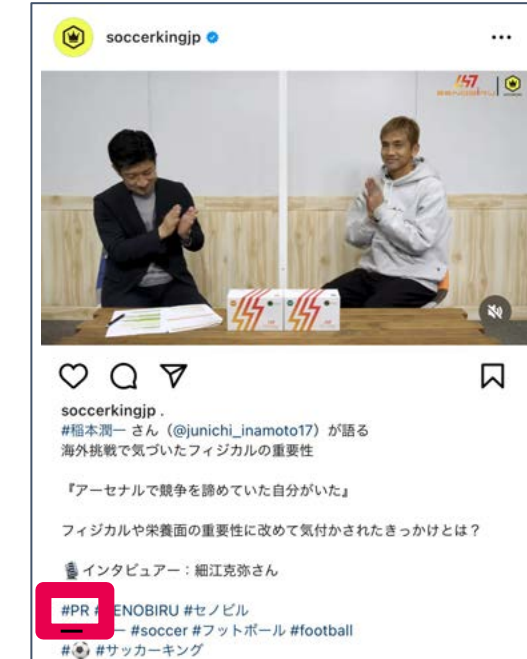 soccerkingjp
SENOBIRU
soccerkingjp .
#稲本潤一 さん（@junichi_inamoto17）が語る
海外挑戦で気づいたフィジカルの重要性
『アーセナルで競争を諦めていた自分がいた』
フィジカルや栄養面の重要性に改めて気付かされたきっかけとは？
🎙️インタビュアー：細江克弥さん
#PR #ENOBIRU #セノビル
#soccer #フットボール #football
#⚽ #サッカーキング